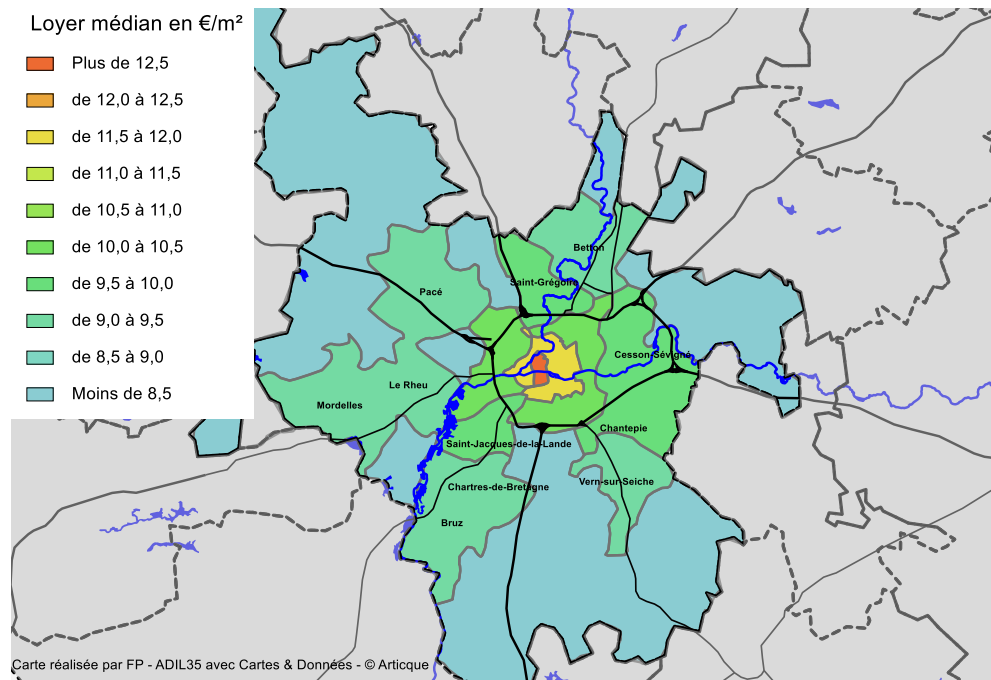 Loyer médian en €/m²
Plus de 12,5
de 12,0 à 12,5
de 11,5 à 12,0
de 11,0 à 11,5
de 10,5 à 11,0
de 10,0 à 10,5
de 9,5 à 10,0
de 9,0 à 9,5
de 8,5 à 9,0
Moins de 8,5
Betton
Saint-Grégoire
Pacé
Cesson-Sévigné
Le Rheu
Mordelles
Chantepie
Saint-Jacques-de-la-Lande
Vern-sur-Seiche
Chartres-de-Bretagne
Bruz
Carte réalisée par FP - ADIL35 avec Cartes & Données - © Articque